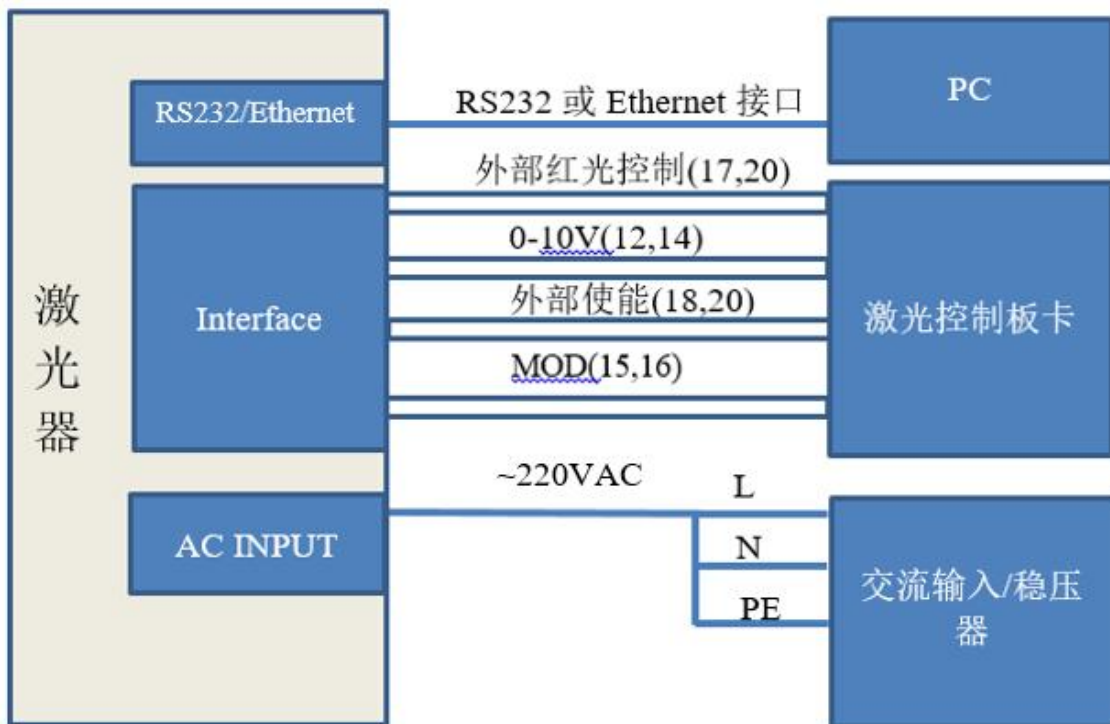 激光器
RS232/Ethernet
RS232 或 Ethernet 接口
PC
Interface
外部红光控制(17,20)
0-10V(12,14)
外部使能(18,20)
MOD(15,16)
激光控制板卡
AC INPUT
~220VAC
L
N
PE
交流输入/稳压
器